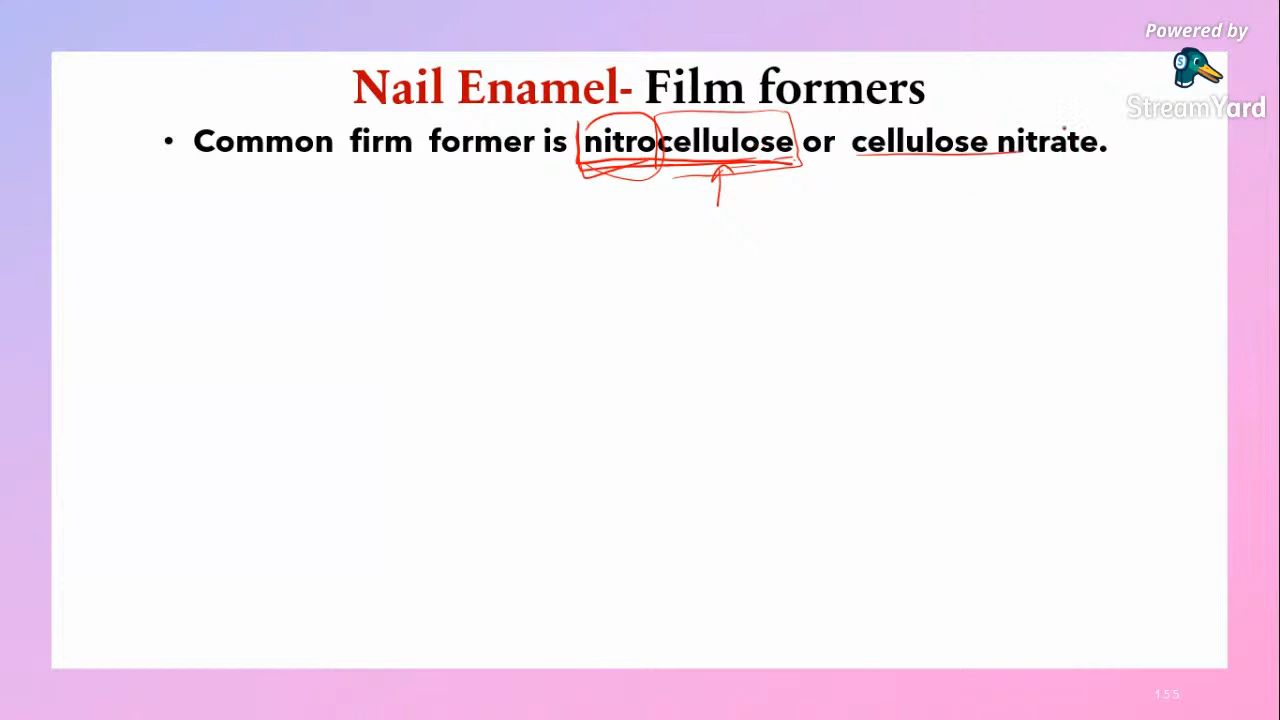 Powered by
StreamYard
Nail Enamel- Film formers
• Common firm former is nitrocellulose or cellulose nitrate.
155